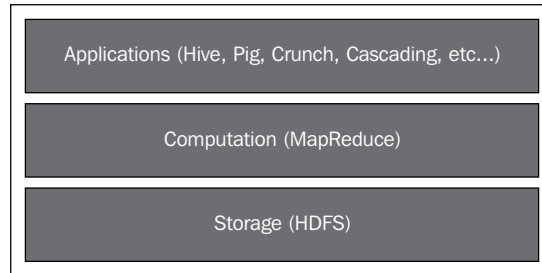 Applications (Hive, Pig, Crunch, Cascading, etc...)
Computation (MapReduce)
Storage (HDFS)